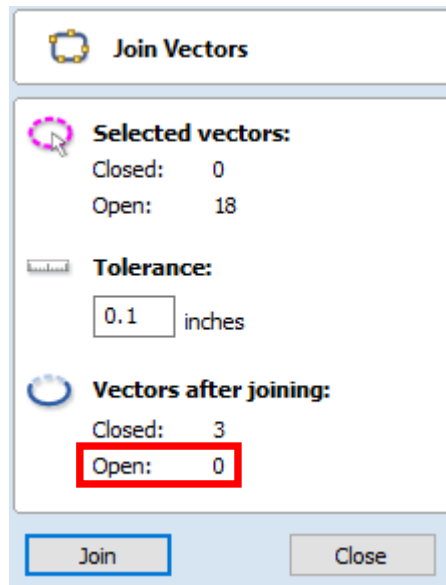 Join Vectors
Selected vectors:
Closed: 0
Open: 18
Tolerance:
0.1 inches
Vectors after joining:
Closed: 3
Open: 0
Join Close